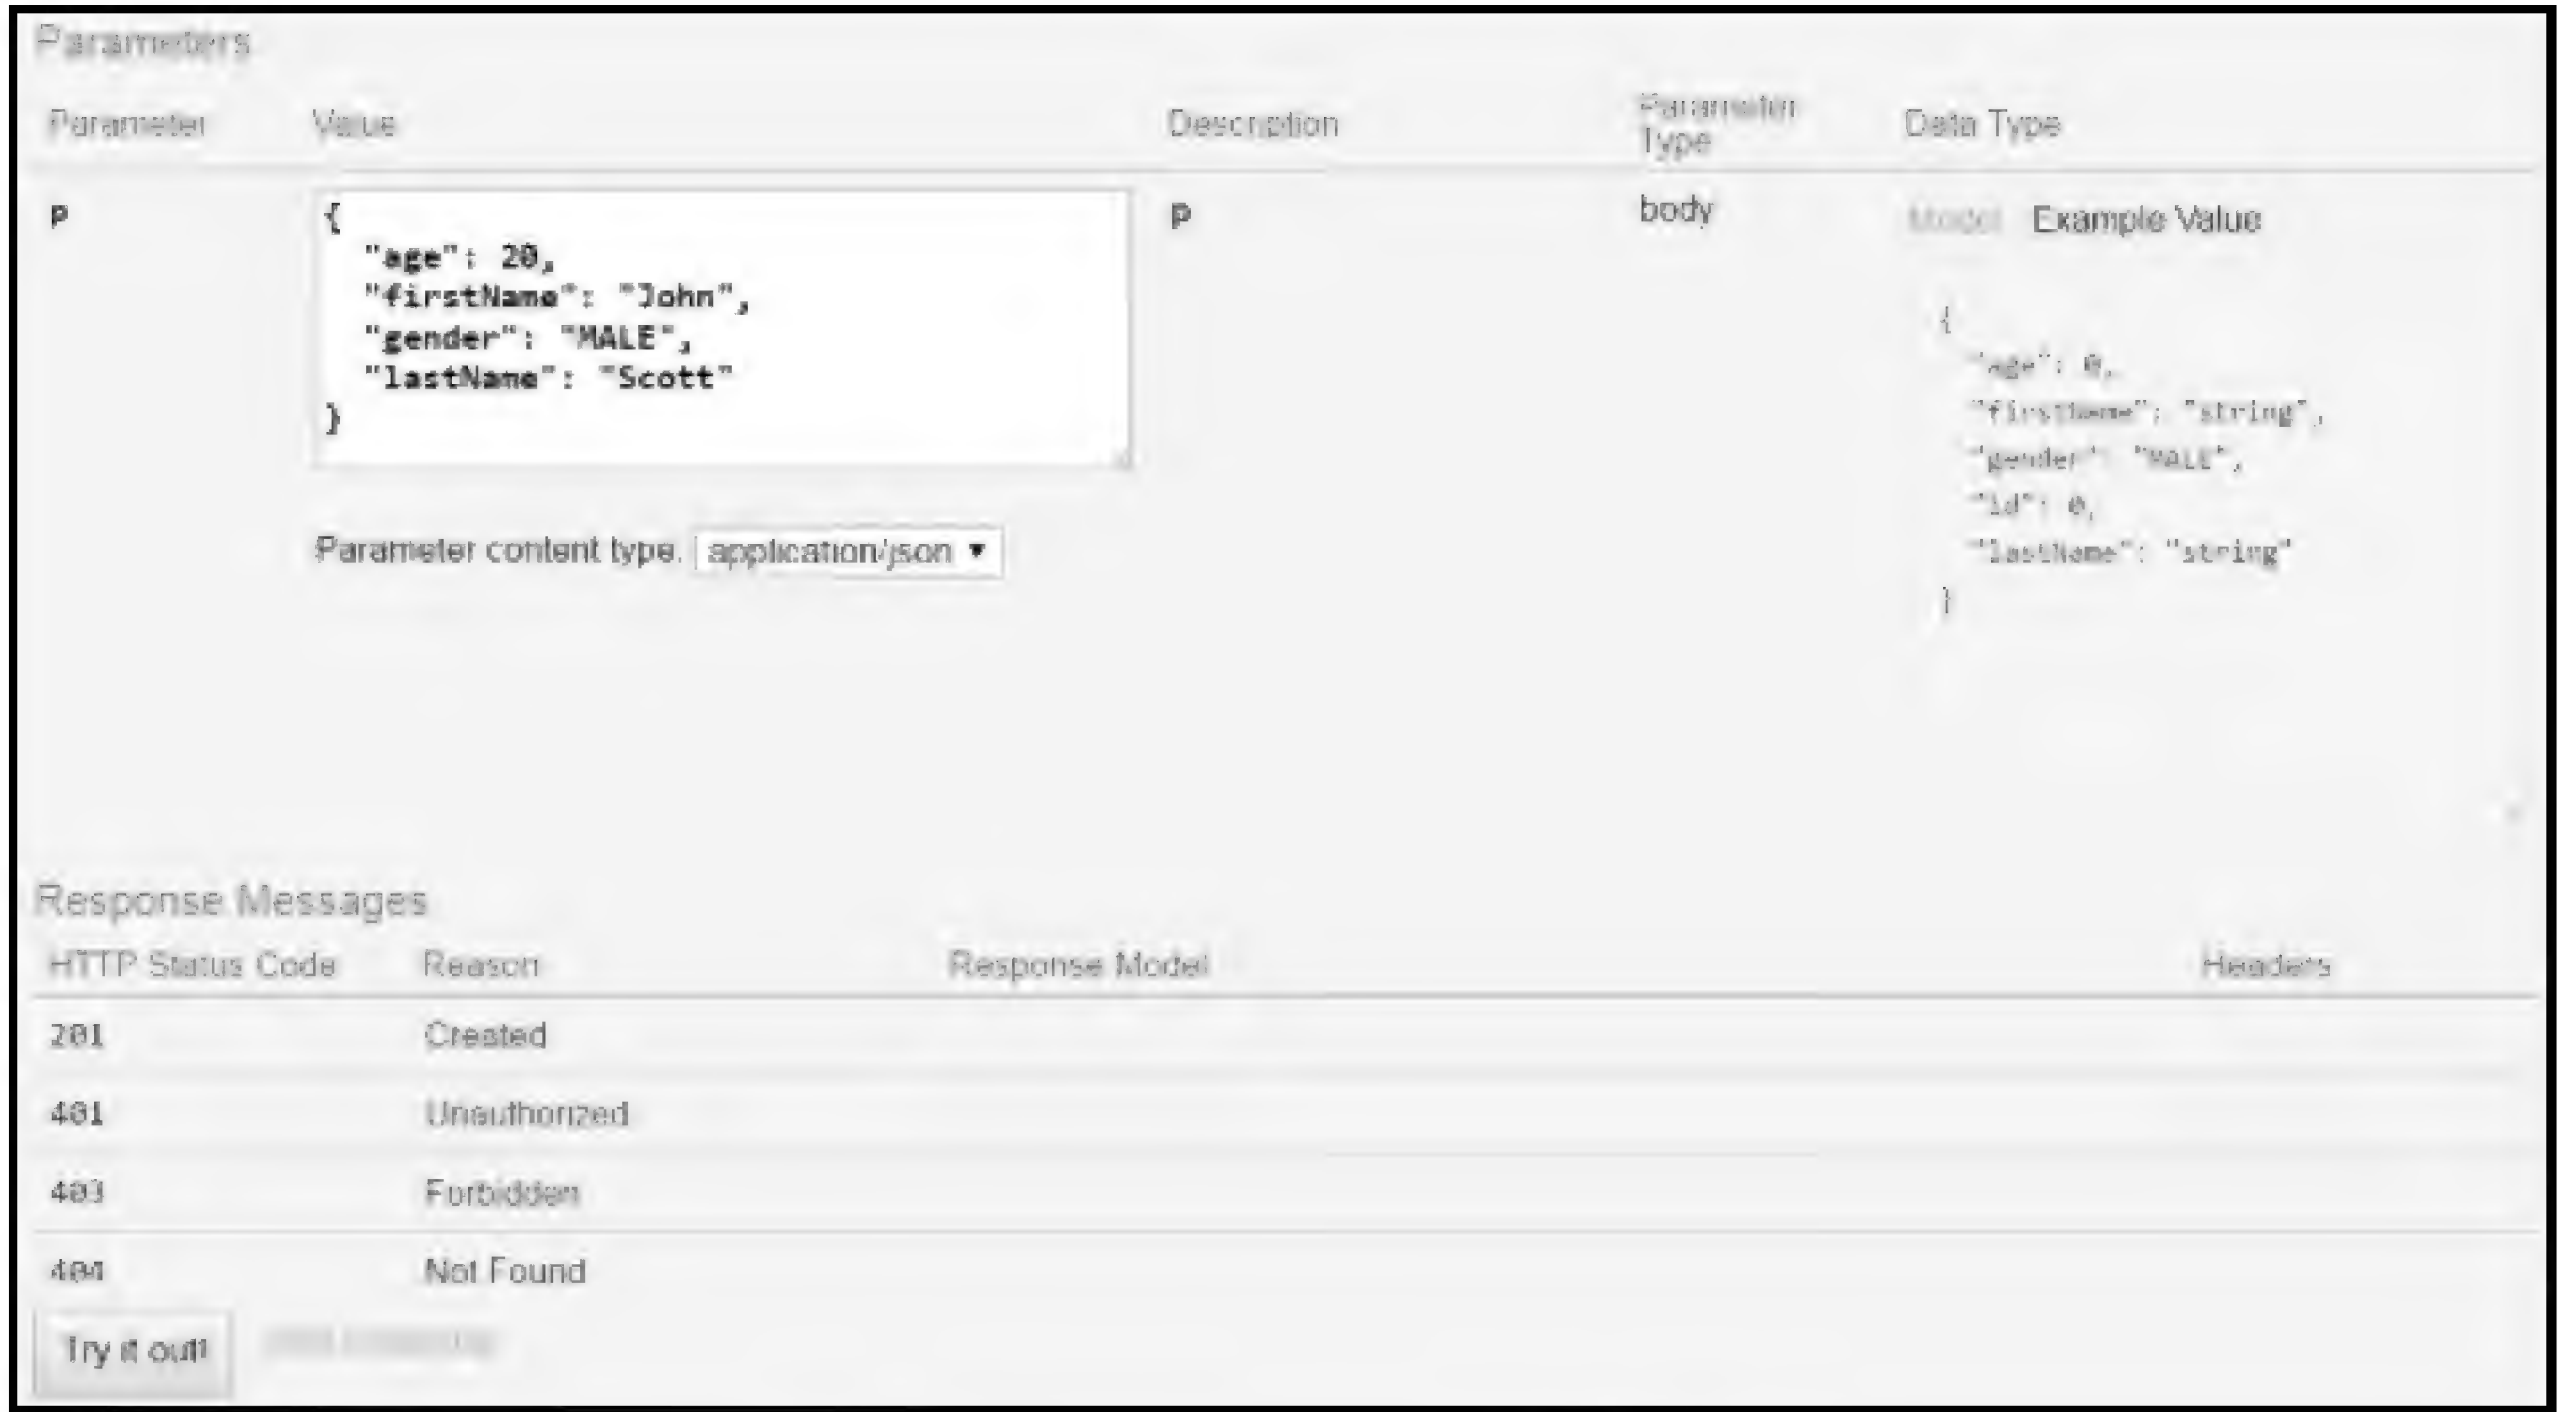 Parameters
Parameter Value Description Parameter Type Data Type
p
{
"age": 20,
"firstName": "John",
"gender": "MALE",
"lastName": "Scott"
}
p
body
Model Example Value
{
"age": 0,
"firstName": "string",
"gender": "MALE",
"id": 0,
"lastName": "string"
}
Parameter content type: application/json
Response Messages
HTTP Status Code Reason Response Model Headers
201 Created
401 Unauthorized
403 Forbidden
404 Not Found
Try it out!